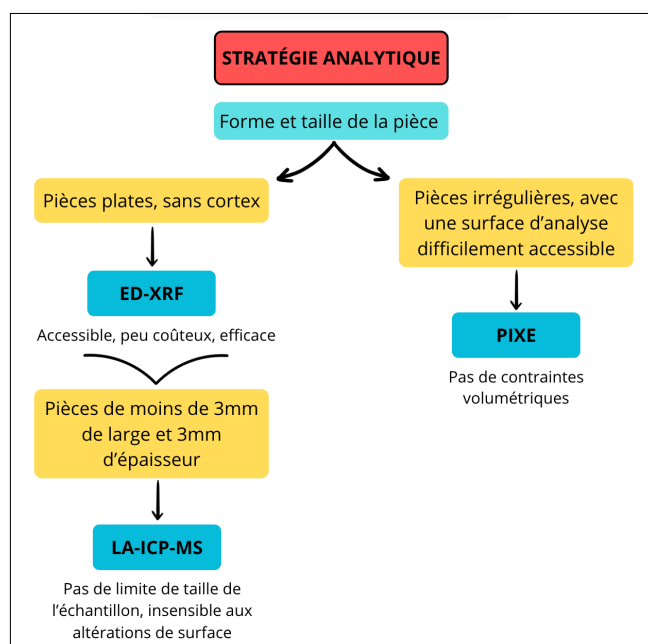 STRATÉGIE ANALYTIQUE
Forme et taille de la pièce
Pièces plates, sans cortex
ED-XRF
Accessible, peu coûteux, efficace
Pièces de moins de 3mm
de large et 3mm
d’épaisseur
LA-ICP-MS
Pas de limite de taille de
l’échantillon, insensible aux
altérations de surface
Pièces irrégulières, avec
une surface d’analyse
difficilement accessible
PIXE
Pas de contraintes
volumétriques